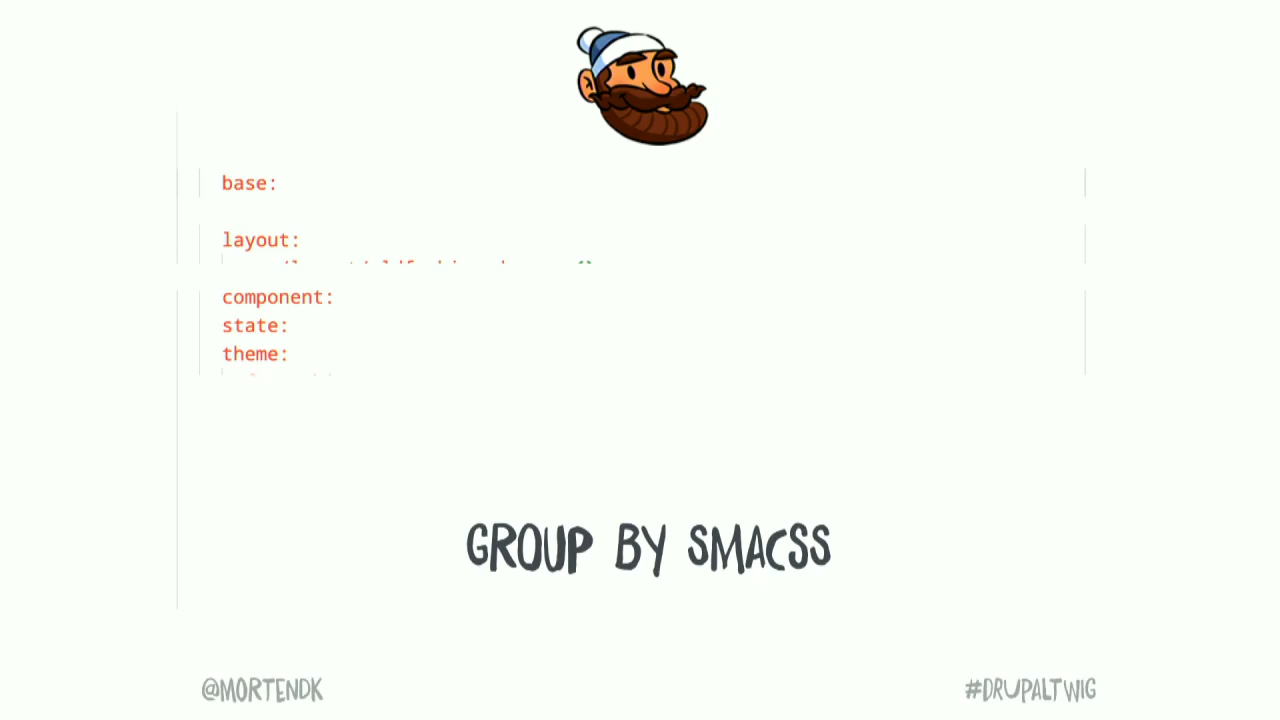 base:
layout:
component:
state:
theme:
GROUP BY SMACSS
@MORTENDK
#DRUPALTWIG